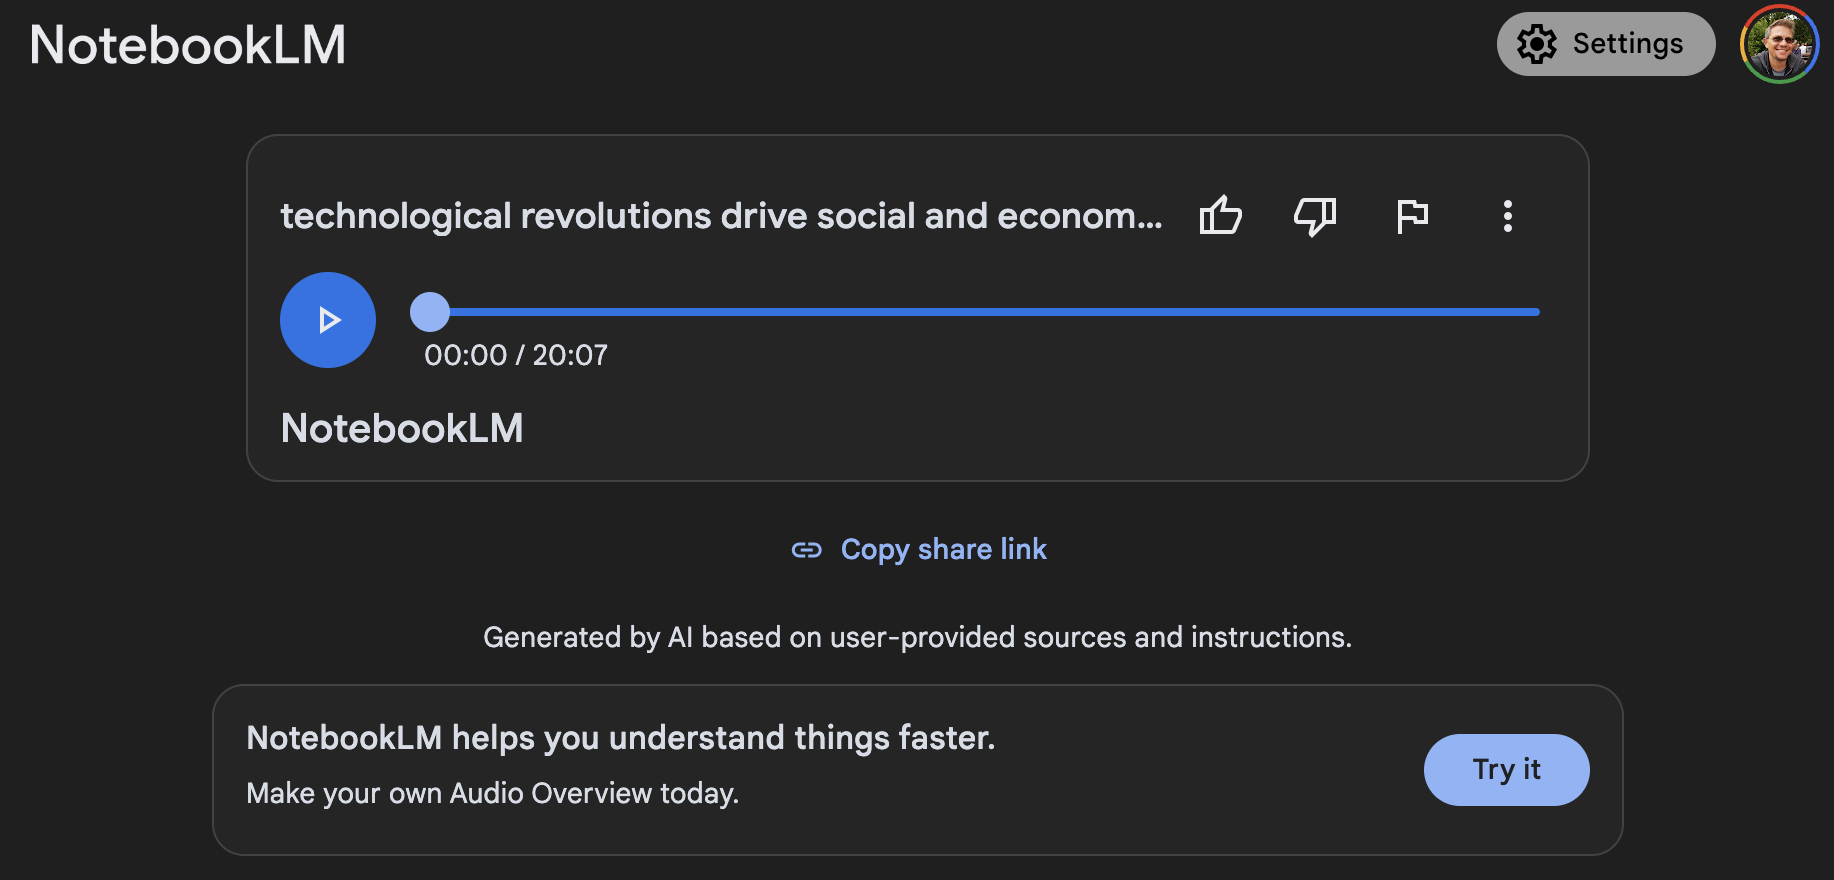 NotebookLM
Settings
technological revolutions drive social and econom...
00:00 / 20:07
NotebookLM
Copy share link
Generated by AI based on user-provided sources and instructions.
NotebookLM helps you understand things faster.
Make your own Audio Overview today.
Try it